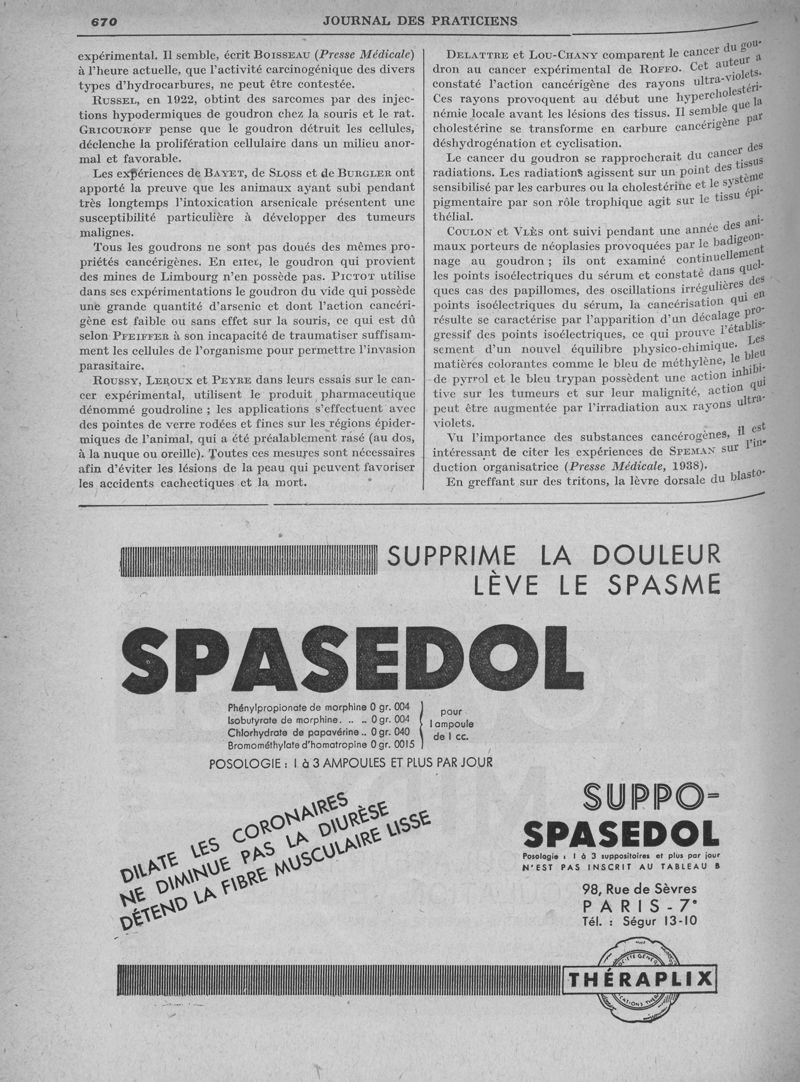 670
JOURNAL DES PRATICIENS
expérimental. Il semble, écrit BOISSEAU (Presse Médicale)
à l'heure actuelle, que l'activité carcinogénique des divers
types d'hydrocarbures, ne peut être contestée.
RUSSEL, en 1922, obtint des sarcomes par des injec-
tions hypodermiques de goudron chez la souris et le rat.
GRICOUROFF pense que le goudron détruit les cellules,
déclenche la prolifération cellulaire dans un milieu anor-
mal et favorable.
Les expériences de BAYET, de SLOSS et de BURGLER ont
apporté la preuve que les animaux ayant subi pendant
très longtemps l'intoxication arsenicale présentent une
susceptibilité particulière à développer des tumeurs
malignes.
Tous les goudrons ne sont pas doués des mêmes pro-
priétés cancérigènes. En effet, le goudron qui provient
des mines de Limbourg n'en possède pas. PICTOT utilise
dans ses expérimentations le goudron du vide qui possède
une grande quantité d'arsenic et dont l'action cancéri-
gène est faible ou sans effet sur la souris, ce qui est dû
selon PFEIFFER à son incapacité de traumatiser suffisam-
ment les cellules de l'organisme pour permettre l'invasion
parasitaire.
ROUSSY, LEROUX et PEYRE dans leurs essais sur le can-
cer expérimental, utilisent le produit pharmaceutique
dénommé goudroline ; les applications s'effectuent avec
des pointes de verre rodées et fines sur les régions épider-
miques de l'animal, qui a été préalablement rasé (au dos,
à la nuque ou oreille). Toutes ces mesures sont nécessaires
afin d'éviter les lésions de la peau qui peuvent favoriser
les accidents cachectiques et la mort.
DELATTRE et LOU-CHANY comparent le cancer du gou-
dron au cancer expérimental de ROFFO. Cet auteur a
constaté l'action cancérigène des rayons ultra-violets.
Ces rayons provoquent au début une hypercholestéri-
némie locale avant les lésions des tissus. Il semble que la
cholestérine se transforme en carbure cancérigène par
déshydrogénation et cyclisation.
Le cancer du goudron se rapprocherait du cancer des
radiations. Les radiations agissent sur un point des tissus
sensibilisé par les carbures ou la cholestérine et le système
pigmentaire par son rôle trophique agit sur le tissu épi-
thélial.
COULON et VLÈS ont suivi pendant une année des ani-
maux porteurs de néoplasies provoquées par le badigeon-
nage au goudron ; ils ont examiné continuellement
les points isoélectriques du sérum et constaté dans quel-
ques cas des papillomes, des oscillations irrégulières des
points isoélectriques du sérum, la cancérisation qui en
résulte se caractérise par l'apparition d'un décalage pro-
gressif des points isoélectriques, ce qui prouve l'établis-
sement d'un nouvel équilibre physico-chimique. Les
matières colorantes comme le bleu de méthylène, le bleu
de pyrrol et le bleu trypan possèdent une action inhibi-
tive sur les tumeurs et sur leur malignité, action qui
peut être augmentée par l'irradiation aux rayons ultra-
violets.
Vu l'importance des substances cancérogènes, il est
intéressant de citer les expériences de SPEMAN sur l'in-
duction organisatrice (Presse Médicale, 1938).
En greffant sur des tritons, la lèvre dorsale du blasto-
SUPPRIME LA DOULEUR
LÈVE LE SPASME
SPASEDOL
Phénylpropionate de morphine 0 gr. 004
Isobutyrate de morphine. .. .. 0 gr. 004
Chlorhydrate de papavérine .. 0 gr. 040
Bromométhylate d'homatropine 0 gr. 0015
pour
1 ampoule
de 1 cc.
POSOLOGIE : 1 à 3 AMPOULES ET PLUS PAR JOUR
DILATE LES CORONAIRES
NE DIMINUE PAS LA DIURÈSE
DÉTEND LA FIBRE MUSCULAIRE LISSE
SUPPO-
SPASEDOL
Posologie : 1 à 3 suppositoires et plus par jour
N'EST PAS INSCRIT AU TABLEAU B
98, Rue de Sèvres
PARIS - 7e
Tél. : Ségur 13-10
THÉRAPLIX